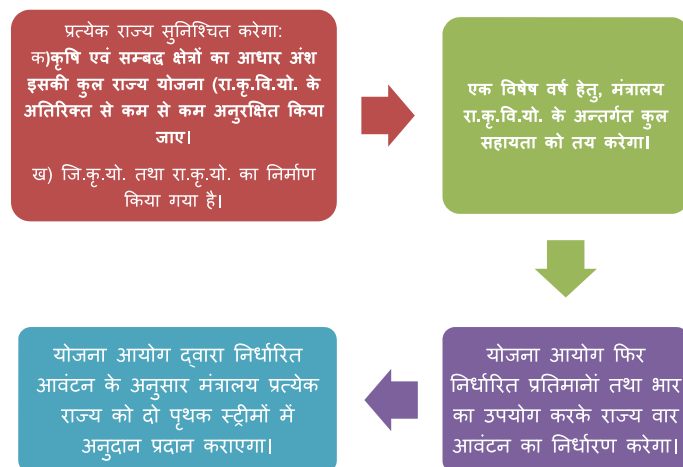 प्रत्येक राज्य सुनिश्चित करेगा:
क)कृषि एवं सम्बद्ध क्षेत्रों का आधार अंश
इसकी कुल राज्य योजना (रा.कृ.वि.यो. के
अतिरिक्त से कम से कम अनुरक्षित किया
जाए।
ख) जि.कृ.यो. तथा रा.कृ.यो. का निर्माण
किया गया है।
एक विषेष वर्ष हेतु, मंत्रालय
रा.कृ.वि.यो. के अन्तर्गत कुल
सहायता को तय करेगा।
योजना आयोग फिर
निर्धारित प्रतिमानों तथा भार
का उपयोग करके राज्य वार
आवंटन का निर्धारण करेगा।
योजना आयोग द्वारा निर्धारित
आवंटन के अनुसार मंत्रालय प्रत्येक
राज्य को दो पृथक स्ट्रीमों में
अनुदान प्रदान कराएगा।